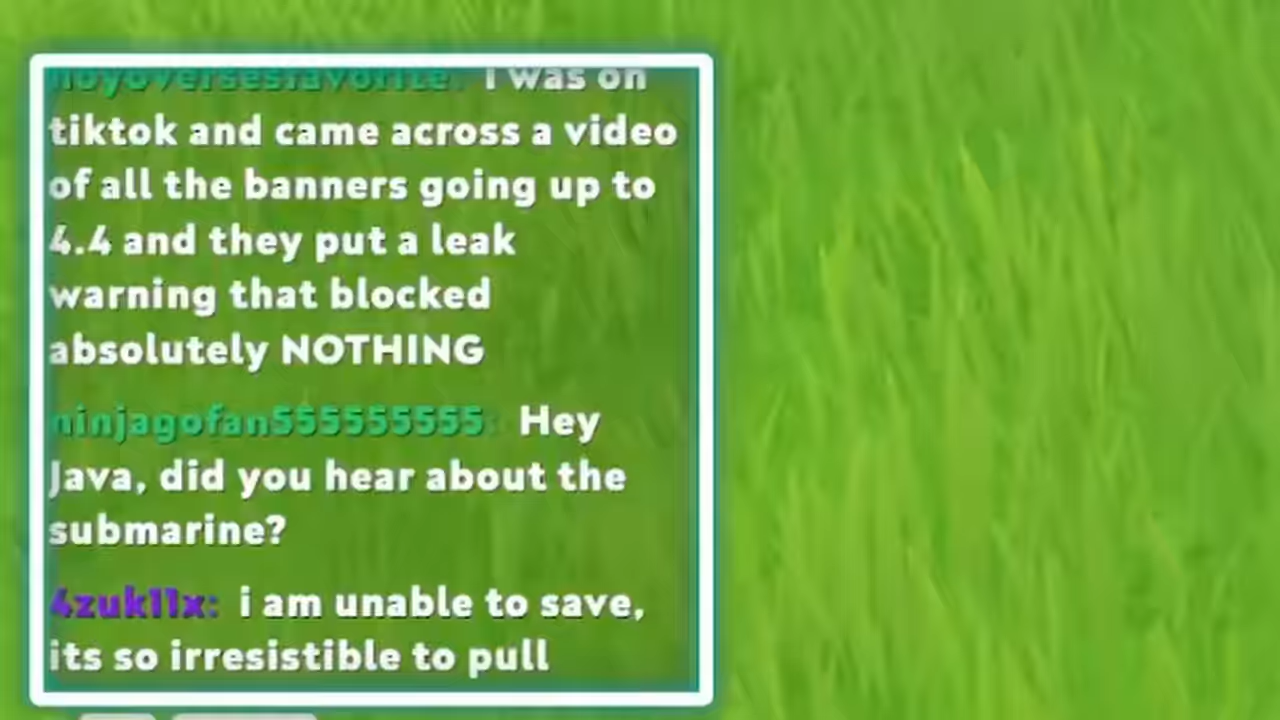 hoyoversesfavorite: i was on
tiktok and came across a video
of all the banners going up to
4.4 and they put a leak
warning that blocked
absolutely NOTHING
ninjagofan555555555: Hey
Java, did you hear about the
submarine?
4zuk11x: i am unable to save,
its so irresistible to pull